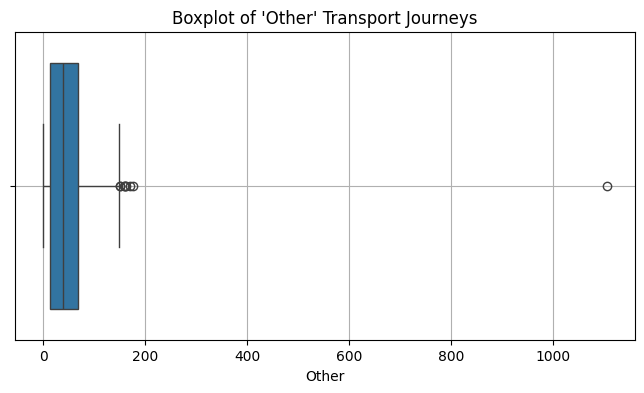 Boxplot of 'Other' Transport Journeys
0 200 400 600 800 1000
Other